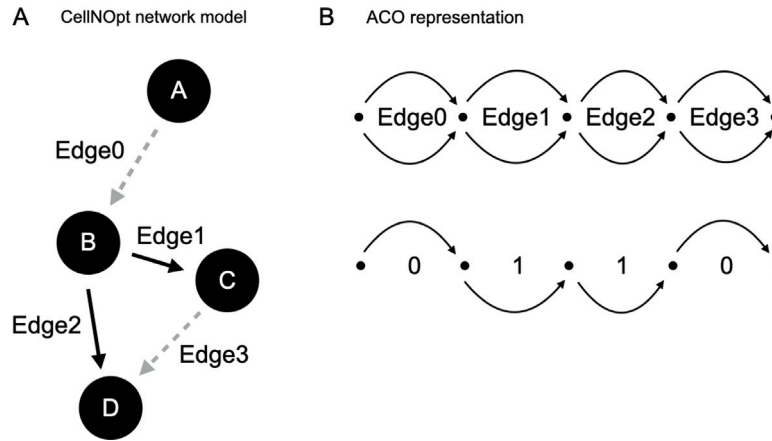 A CellNOpt network model
A
Edge0
B
Edge1
C
Edge2
Edge3
D
B ACO representation
Edge0 Edge1 Edge2 Edge3
0 1 1 0